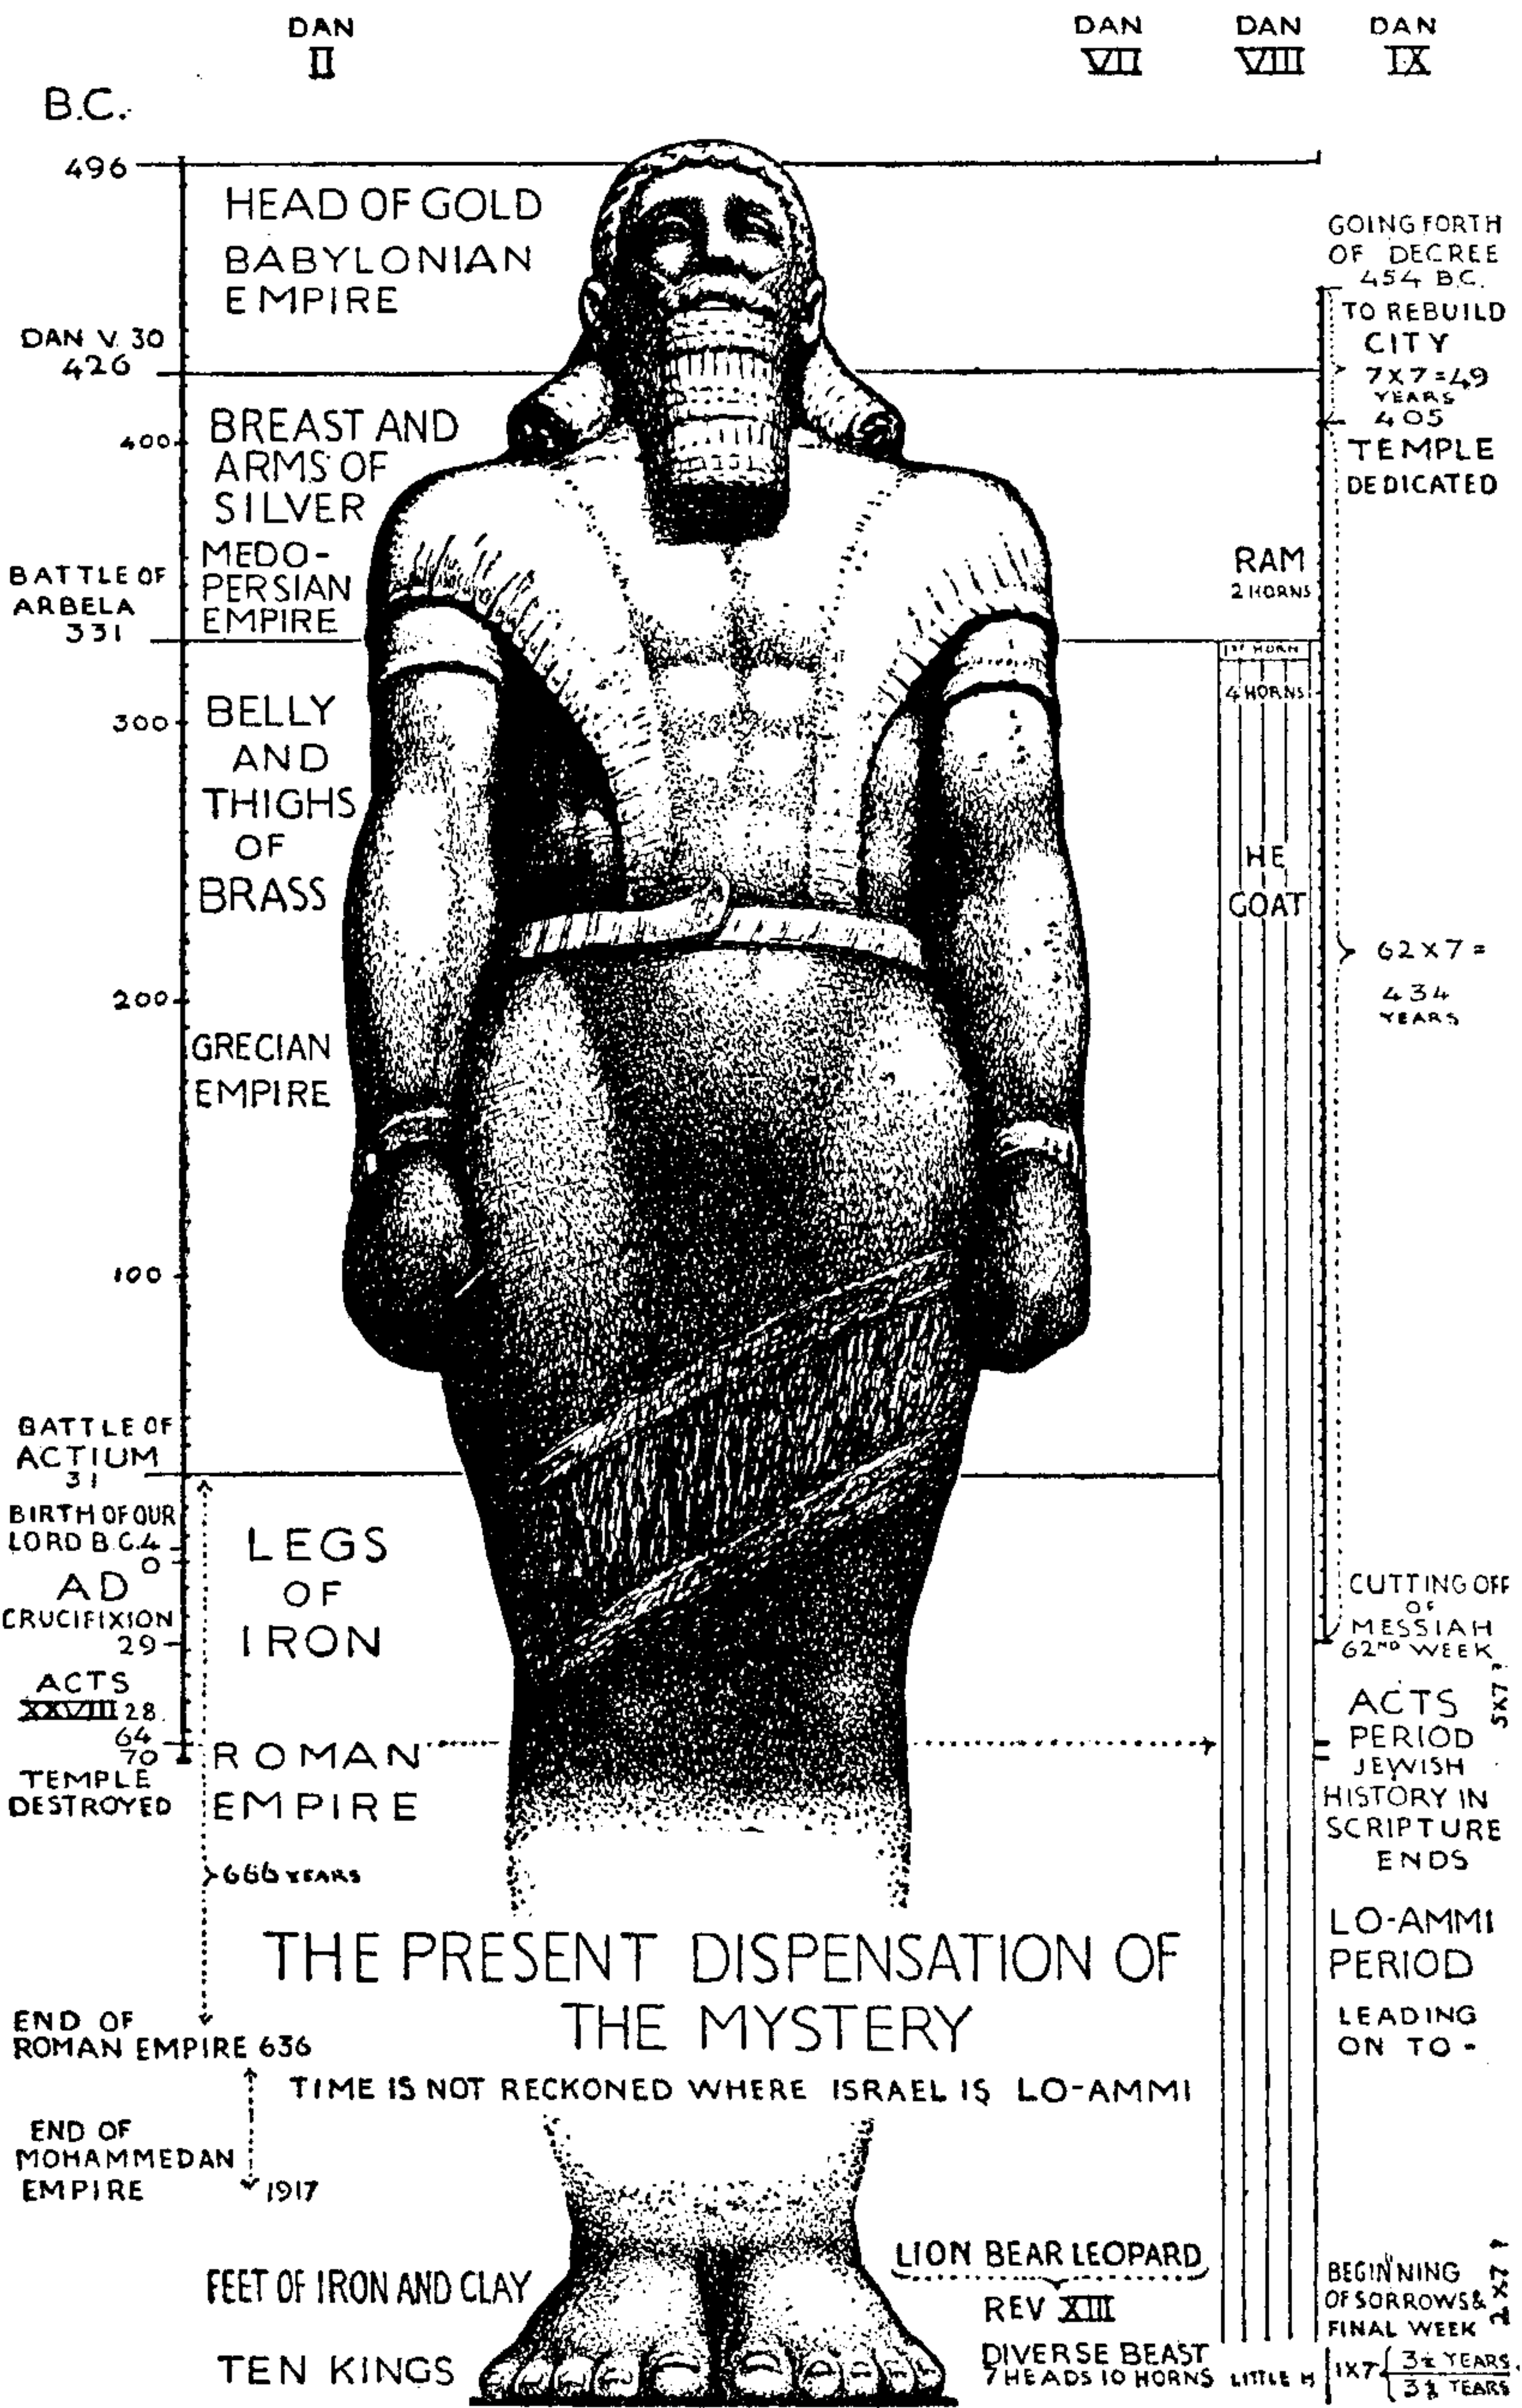 DAN
II
DAN
VII
DAN
VIII
DAN
IX
B.C.
496
HEAD OF GOLD
BABYLONIAN
EMPIRE
DAN V. 30
426
400
BREAST AND
ARMS OF
SILVER
MEDO-
PERSIAN
EMPIRE
BATTLE OF
ARBELA
331
300
BELLY
AND
THIGHS
OF
BRASS
200
GRECIAN
EMPIRE
100
BATTLE OF
ACTIUM
31
BIRTH OF OUR
LORD B.C.4
0
AD
CRUCIFIXION
29
ACTS
XXVIII 28
64
70
TEMPLE
DESTROYED
LEGS
OF
IRON
ROMAN
EMPIRE
666 YEARS
THE PRESENT DISPENSATION OF
THE MYSTERY
END OF
ROMAN EMPIRE 636
TIME IS NOT RECKONED WHERE ISRAEL IS LO-AMMI
END OF
MOHAMMEDAN
EMPIRE
1917
FEET OF IRON AND CLAY
TEN KINGS
LION BEAR LEOPARD
REV XIII
DIVERSE BEAST
7 HEADS 10 HORNS
RAM
2 HORNS
1ST HORN
4 HORNS
HE
GOAT
LITTLE H
GOING FORTH
OF DECREE
454 B.C.
TO REBUILD
CITY
7X7=49
YEARS
405
TEMPLE
DEDICATED
62X7=
434
YEARS
CUTTING OFF
OF
MESSIAH
62ND WEEK
5X7?
ACTS
PERIOD
JEWISH
HISTORY IN
SCRIPTURE
ENDS
LO-AMMI
PERIOD
LEADING
ON TO -
BEGINNING
OF SORROWS &
FINAL WEEK
2X7?
1X7 { 3½ YEARS
3½ YEARS